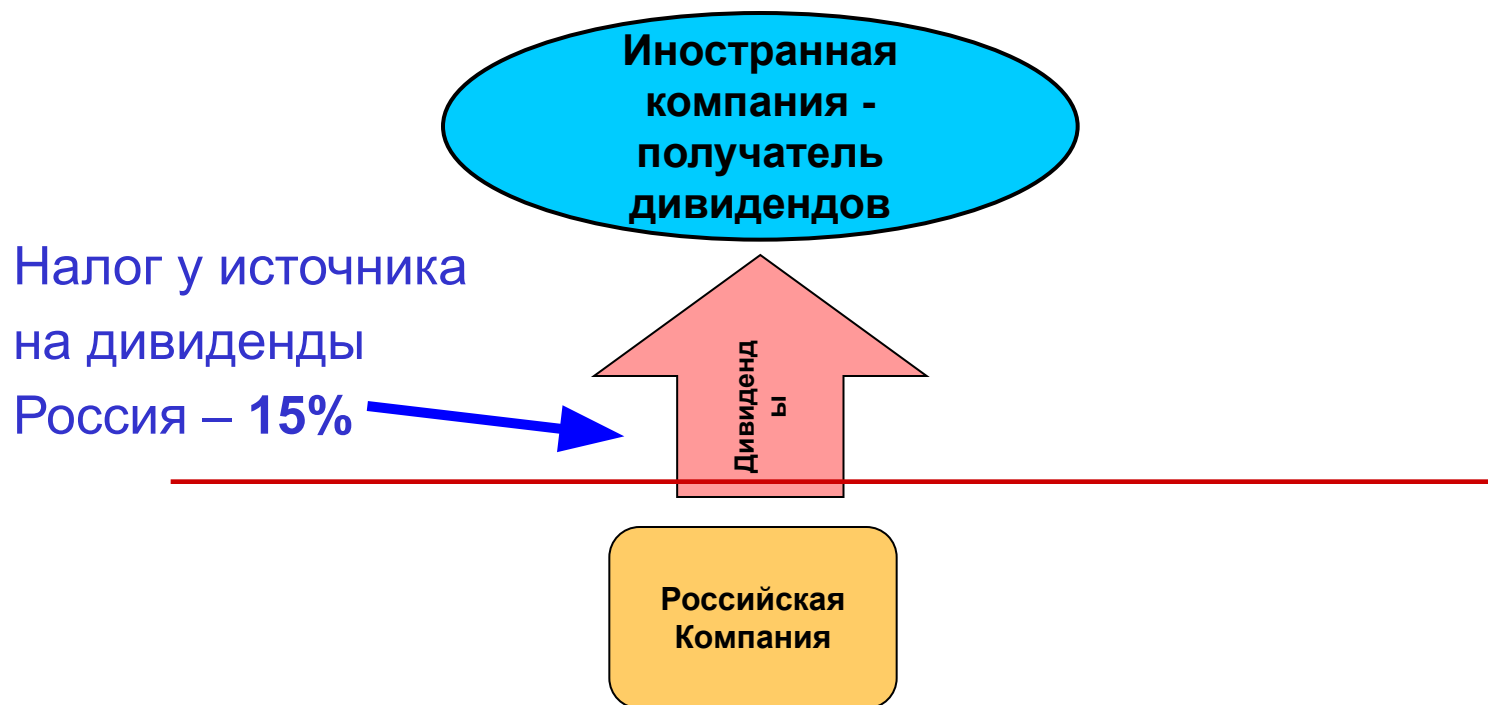 Иностранная
компания -
получатель
дивидендов
Налог у источника
на дивиденды
Россия – 15%
Дивиденд
ы
Российская
Компания